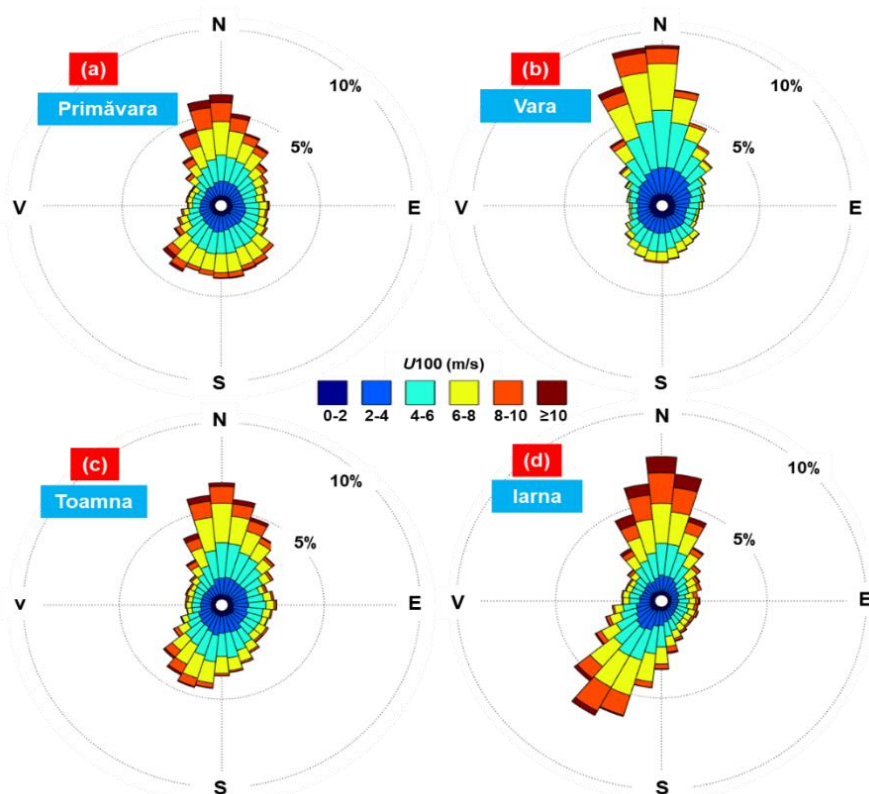 N
(a)
Primăvara
10%
5%
V
E
S
N
(b)
Vara
10%
5%
V
E
S
U100 (m/s)
0-2 2-4 4-6 6-8 8-10 ≥10
N
(c)
Toamna
10%
5%
v
E
S
N
(d)
Iarna
10%
5%
V
E
S